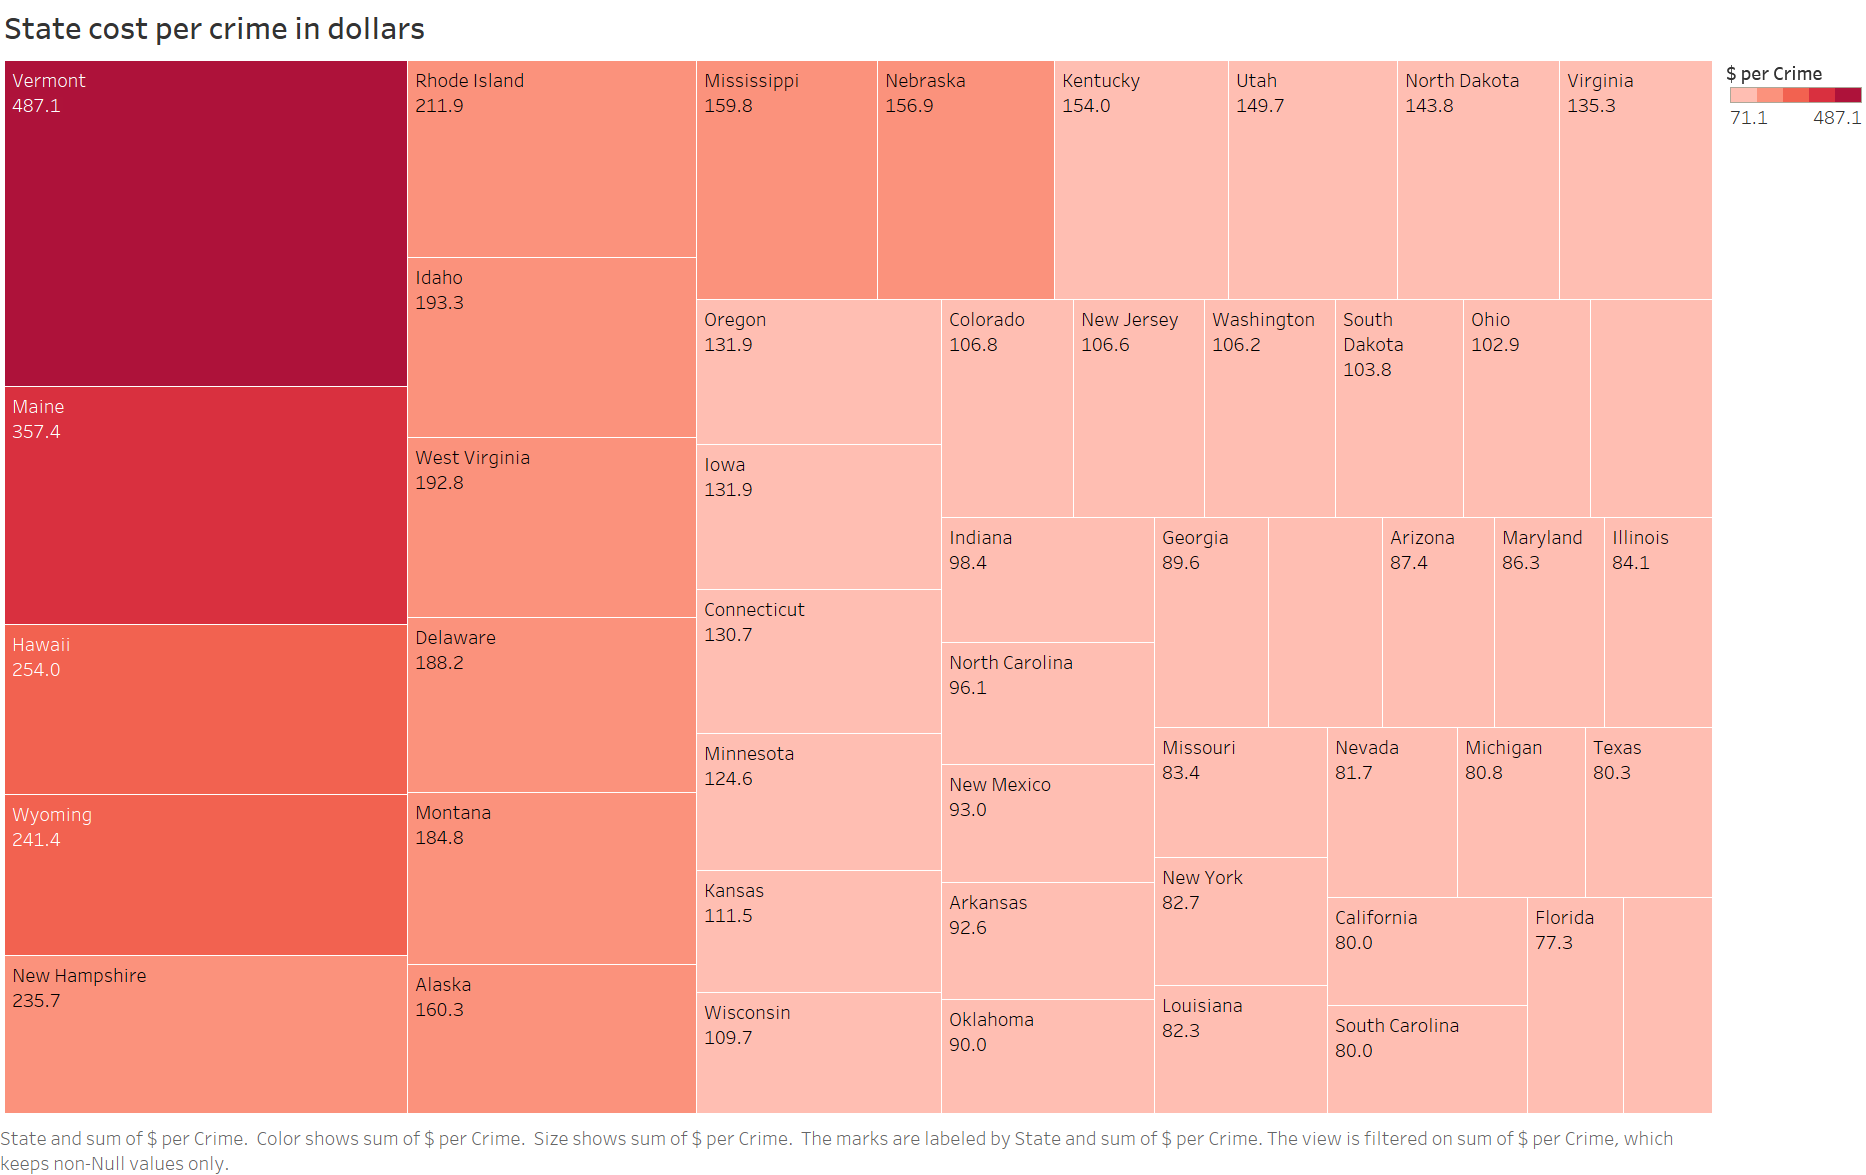 State cost per crime in dollars
Vermont
487.1
Maine
357.4
Hawaii
254.0
Wyoming
241.4
New Hampshire
235.7
Rhode Island
211.9
Idaho
193.3
West Virginia
192.8
Delaware
188.2
Montana
184.8
Alaska
160.3
Mississippi
159.8
Nebraska
156.9
Kentucky
154.0
Utah
149.7
North Dakota
143.8
Virginia
135.3
Oregon
131.9
Iowa
131.9
Connecticut
130.7
Minnesota
124.6
Kansas
111.5
Wisconsin
109.7
Colorado
106.8
New Jersey
106.6
Washington
106.2
South
Dakota
103.8
Ohio
102.9
Indiana
98.4
North Carolina
96.1
New Mexico
93.0
Arkansas
92.6
Oklahoma
90.0
Georgia
89.6
Arizona
87.4
Maryland
86.3
Illinois
84.1
Missouri
83.4
New York
82.7
Louisiana
82.3
Nevada
81.7
Michigan
80.8
Texas
80.3
California
80.0
South Carolina
80.0
Florida
77.3
$ per Crime
71.1 487.1
State and sum of $ per Crime. Color shows sum of $ per Crime. Size shows sum of $ per Crime. The marks are labeled by State and sum of $ per Crime. The view is filtered on sum of $ per Crime, which
keeps non-Null values only.